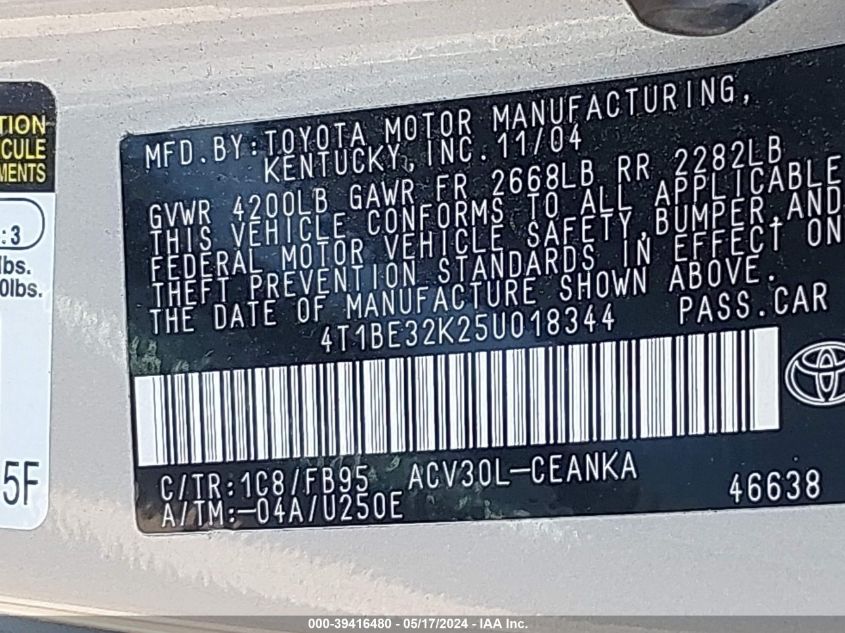 TION
CULE
MENTS
:3
lbs.
0lbs.
5F
MFD.BY:TOYOTA MOTOR MANUFACTURING,
KENTUCKY, INC. 11/04
GVWR 4200LB GAWR FR 2668LB RR 2282LB
THIS VEHICLE CONFORMS TO ALL APPLICABLE
FEDERAL MOTOR VEHICLE SAFETY,BUMPER,AND
THEFT PREVENTION STANDARDS IN EFFECT ON
THE DATE OF MANUFACTURE SHOWN ABOVE.
4T1BE32K25U018344 PASS.CAR
C/TR:1C8/FB95 ACV30L-CEANKA
A/TM:-04A/U250E 46638
000-39416480 - 05/17/2024 - IAA Inc.